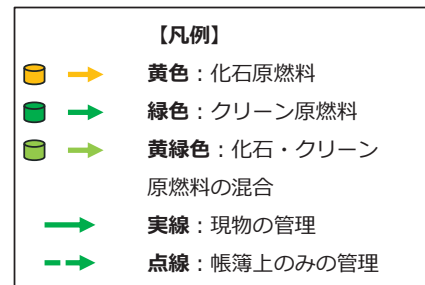 【凡例】
黄色：化石原燃料
緑色：クリーン原燃料
黄緑色：化石・クリーン
原燃料の混合
実線：現物の管理
点線：帳簿上のみの管理